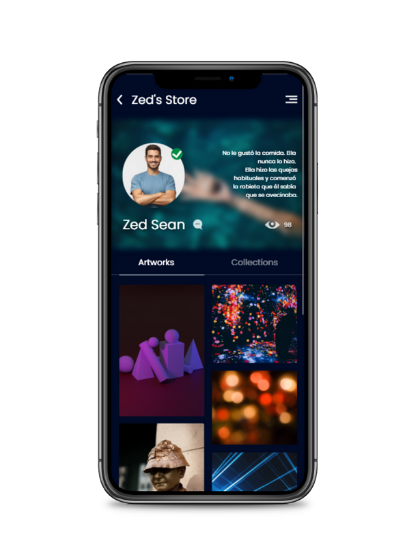 Zed's Store
No le gustó la comida. Ella
nunca lo hizo.
Ella hizo las quejas
habituales y comenzó
la rabieta que él sabía
que se avecinaba.
Zed Sean
98
Artworks
Collections